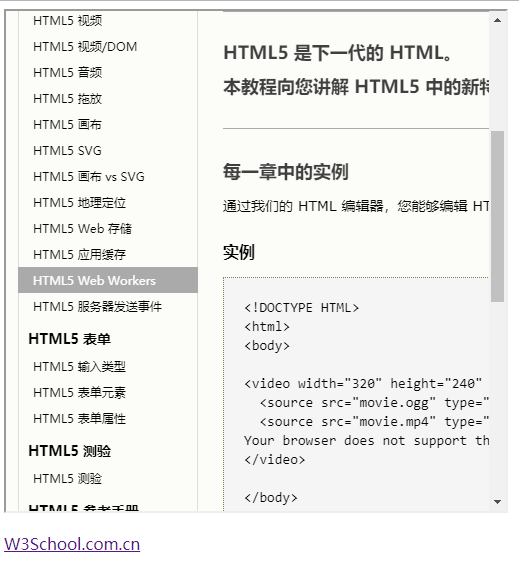 HTML5 视频
HTML5 视频/DOM
HTML5 音频
HTML5 拖放
HTML5 画布
HTML5 SVG
HTML5 画布 vs SVG
HTML5 地理定位
HTML5 Web 存储
HTML5 应用缓存
HTML5 Web Workers
HTML5 服务器发送事件
HTML5 表单
HTML5 输入类型
HTML5 表单元素
HTML5 表单属性
HTML5 测验
HTML5 测验
HTML5 参考手册
HTML5 是下一代的 HTML。
本教程向您讲解 HTML5 中的新特
每一章中的实例
通过我们的 HTML 编辑器，您能够编辑 HT
实例
<!DOCTYPE HTML>
<html>
<body>
<video width="320" height="240"
<source src="movie.ogg" type="
<source src="movie.mp4" type="
Your browser does not support th
</video>
</body>
W3School.com.cn